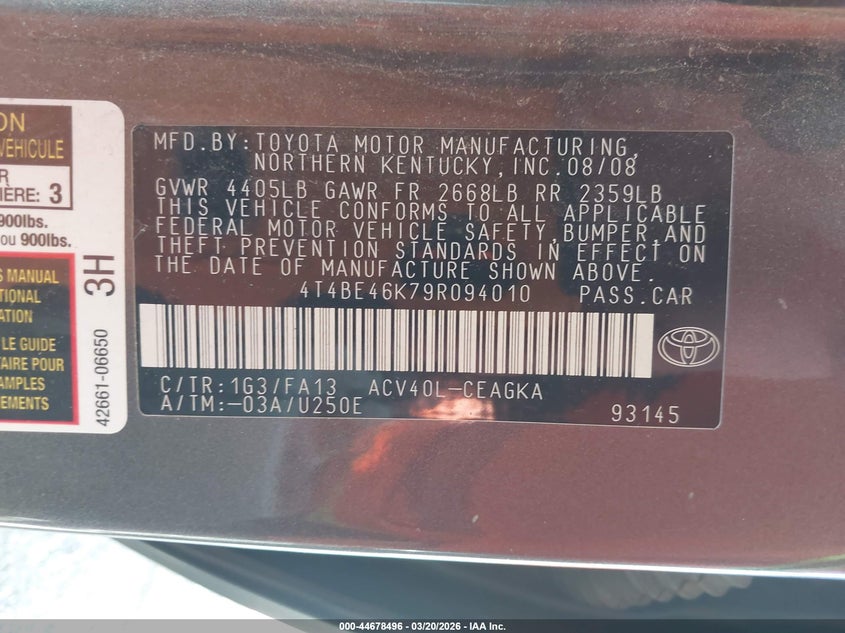 ON
VEHICULE
R
IÈRE: 3
900lbs.
ou 900lbs.
S MANUAL
TIONAL
TION
LE GUIDE
TAIRE POUR
AMPLES
NEMENTS
3H
42661-06650
MFD.BY:TOYOTA MOTOR MANUFACTURING,
NORTHERN KENTUCKY,INC.08/08
GVWR 4405LB GAWR FR 2668LB RR 2359LB
THIS VEHICLE CONFORMS TO ALL APPLICABLE
FEDERAL MOTOR VEHICLE SAFETY,BUMPER,AND
THEFT PREVENTION STANDARDS IN EFFECT ON
THE DATE OF MANUFACTURE SHOWN ABOVE.
4T4BE46K79R094010 PASS.CAR
C/TR:1G3/FA13 ACV40L-CEAGKA
A/TM:-03A/U250E 93145
000-44678496 - 03/20/2026 - IAA Inc.